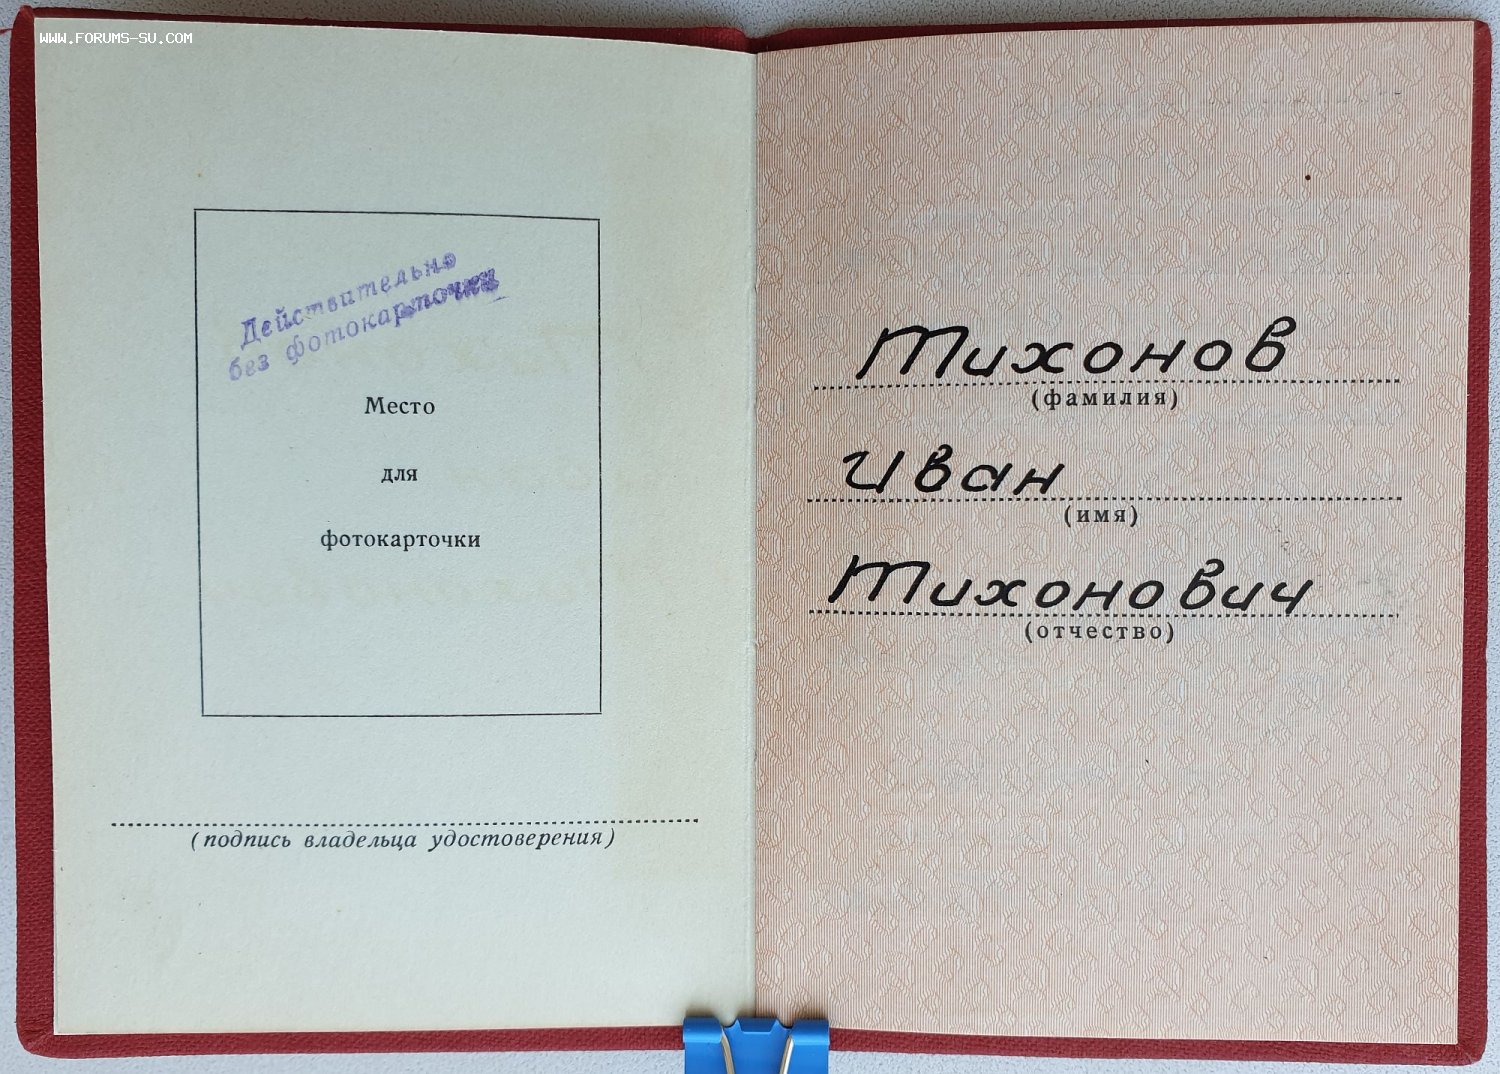 WWW.FORUMS-SU.COM
Действительно
без фотокарточки
Место
для
фотокарточки
(подпись владельца удостоверения)
Тихонов
(фамилия)
Иван
(имя)
Тихонович
(отчество)